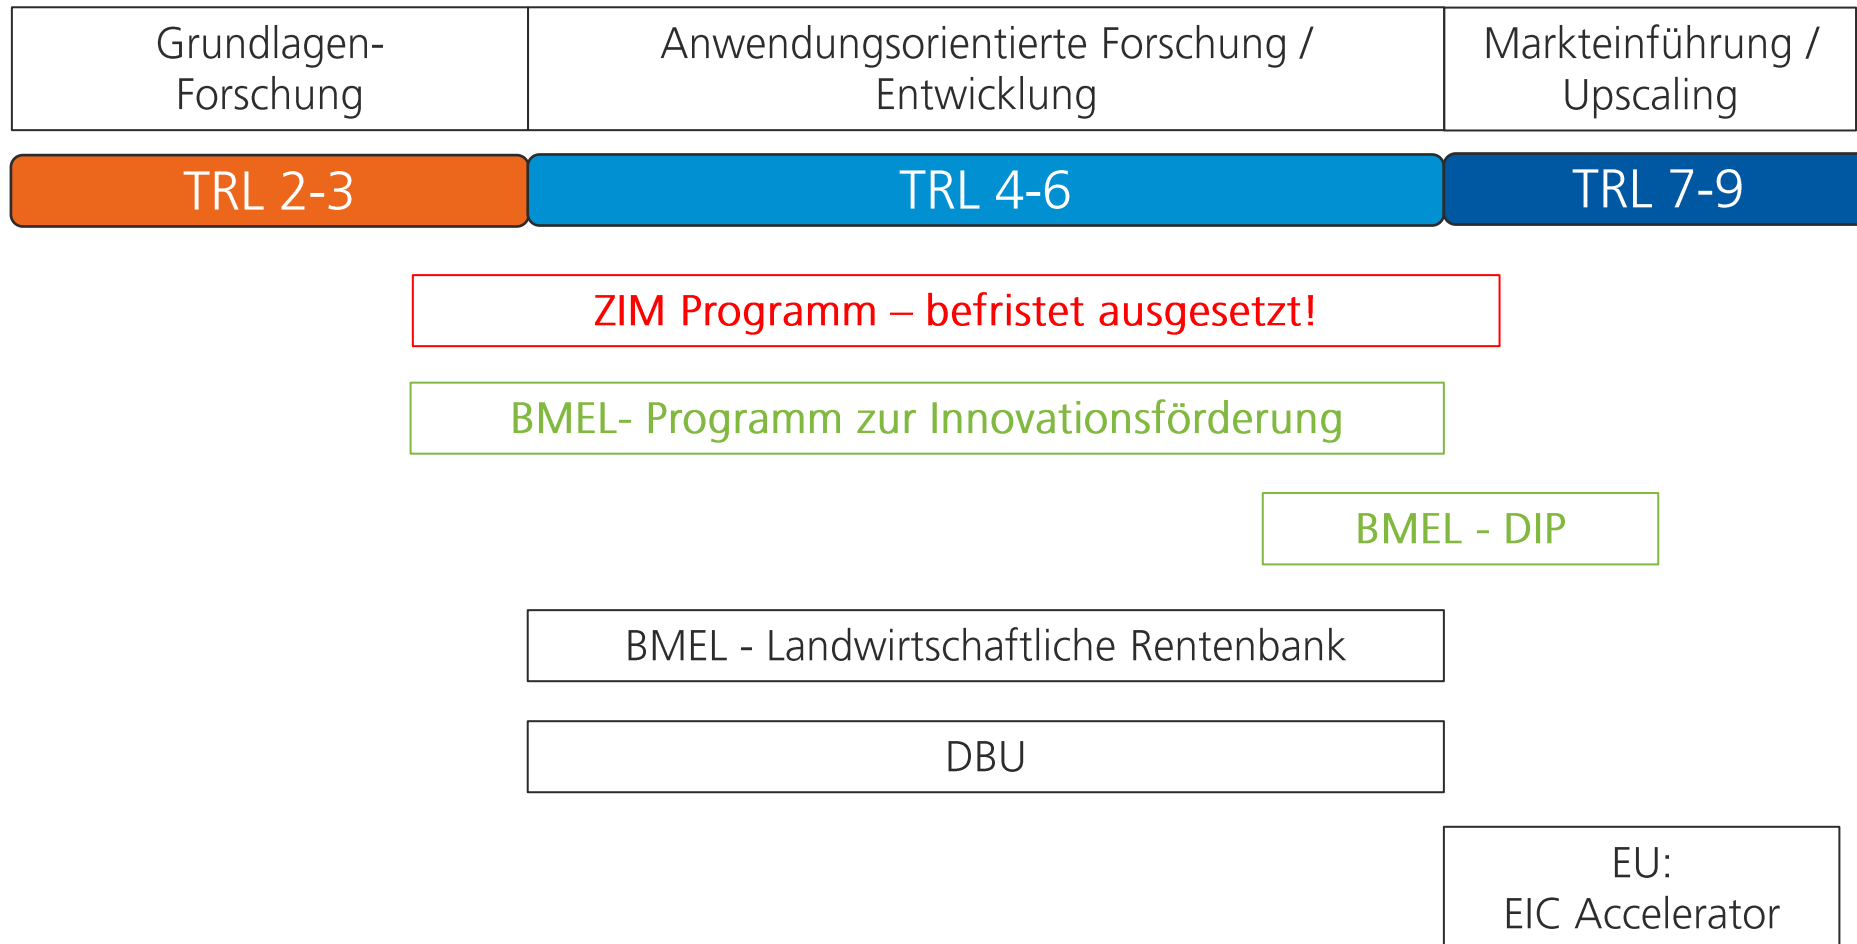 Grundlagen-
Forschung
Anwendungsorientierte Forschung /
Entwicklung
Markteinführung /
Upscaling
TRL 2-3
TRL 4-6
TRL 7-9
ZIM Programm – befristet ausgesetzt!
BMEL- Programm zur Innovationsförderung
BMEL - DIP
BMEL - Landwirtschaftliche Rentenbank
DBU
EU:
EIC Accelerator